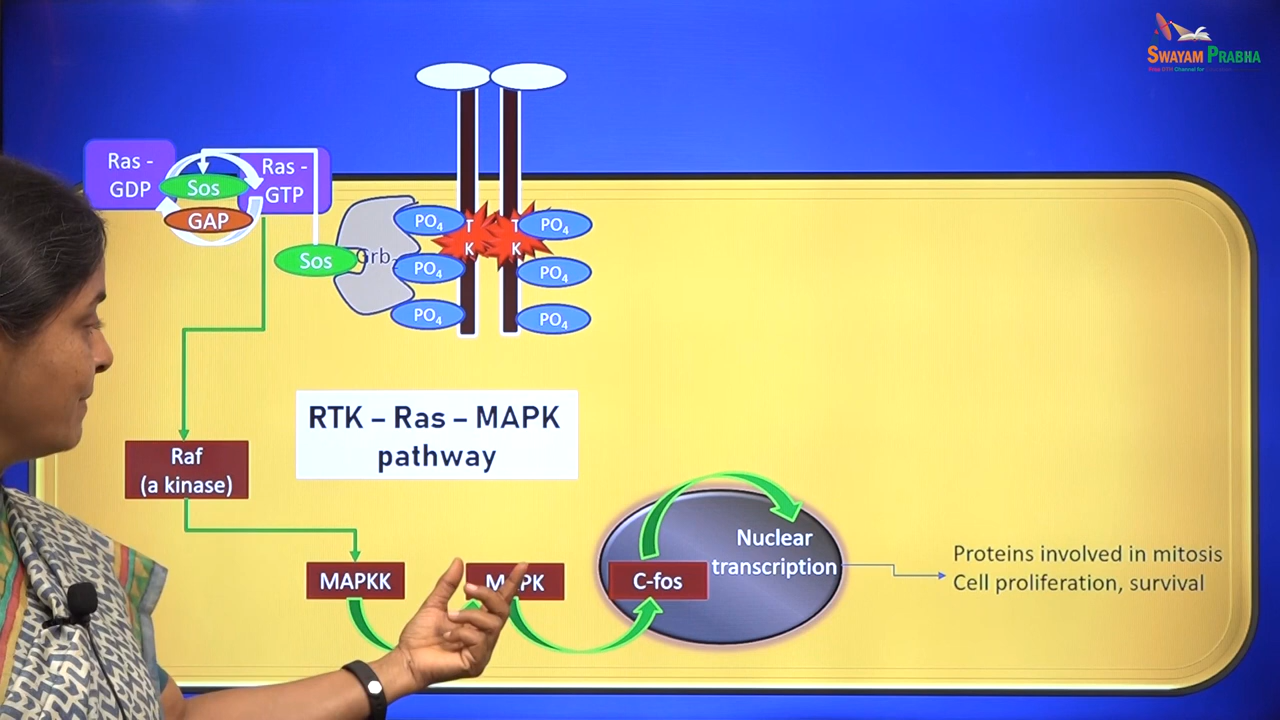 SWAYAM PRABHA
Ras -
GDP
Sos
GAP
Ras -
GTP
Sos
PO4
PO4
PO4
T
K
T
K
PO4
PO4
PO4
RTK – Ras – MAPK
pathway
Raf
(a kinase)
MAPKK
C-fos
Nuclear
transcription
Proteins involved in mitosis
Cell proliferation, survival